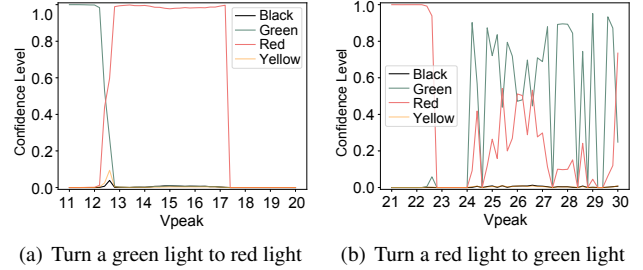 1.0
0.8
0.6
0.4
0.2
0.0
Confidence Level
Black
Green
Red
Yellow
11 12 13 14 15 16 17 18 19 20
Vpeak
(a) Turn a green light to red light
1.0
0.8
0.6
0.4
0.2
0.0
Confidence Level
Black
Green
Red
Yellow
21 22 23 24 25 26 27 28 29 30
Vpeak
(b) Turn a red light to green light